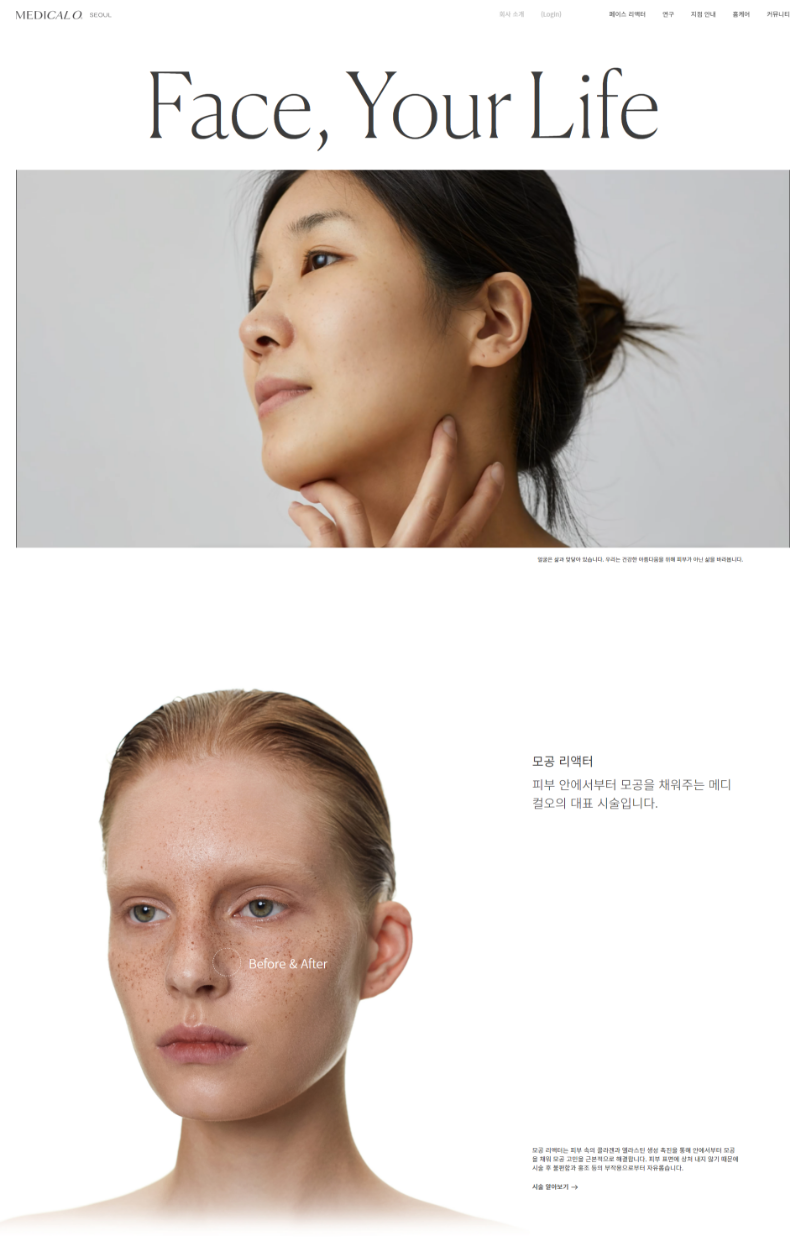 MEDICAL O. SEOUL
회사 소개 (Login) 페이스 리액터 연구 지점 안내 홈케어 커뮤니티
Face, Your Life
얼굴은 삶과 맞닿아 있습니다. 우리는 건강한 아름다움을 위해 피부가 아닌 삶을 바라봅니다.
모공 리액터
피부 안에서부터 모공을 채워주는 메디
컬오의 대표 시술입니다.
Before & After
모공 리액터는 피부 속의 콜라겐과 엘라스틴 생성 촉진을 통해 안에서부터 모공
을 채워 모공 고민을 근본적으로 해결합니다. 피부 표면에 상처 내지 않기 때문에
시술 후 불편함과 홍조 등의 부작용으로부터 자유롭습니다.
시술 알아보기 →